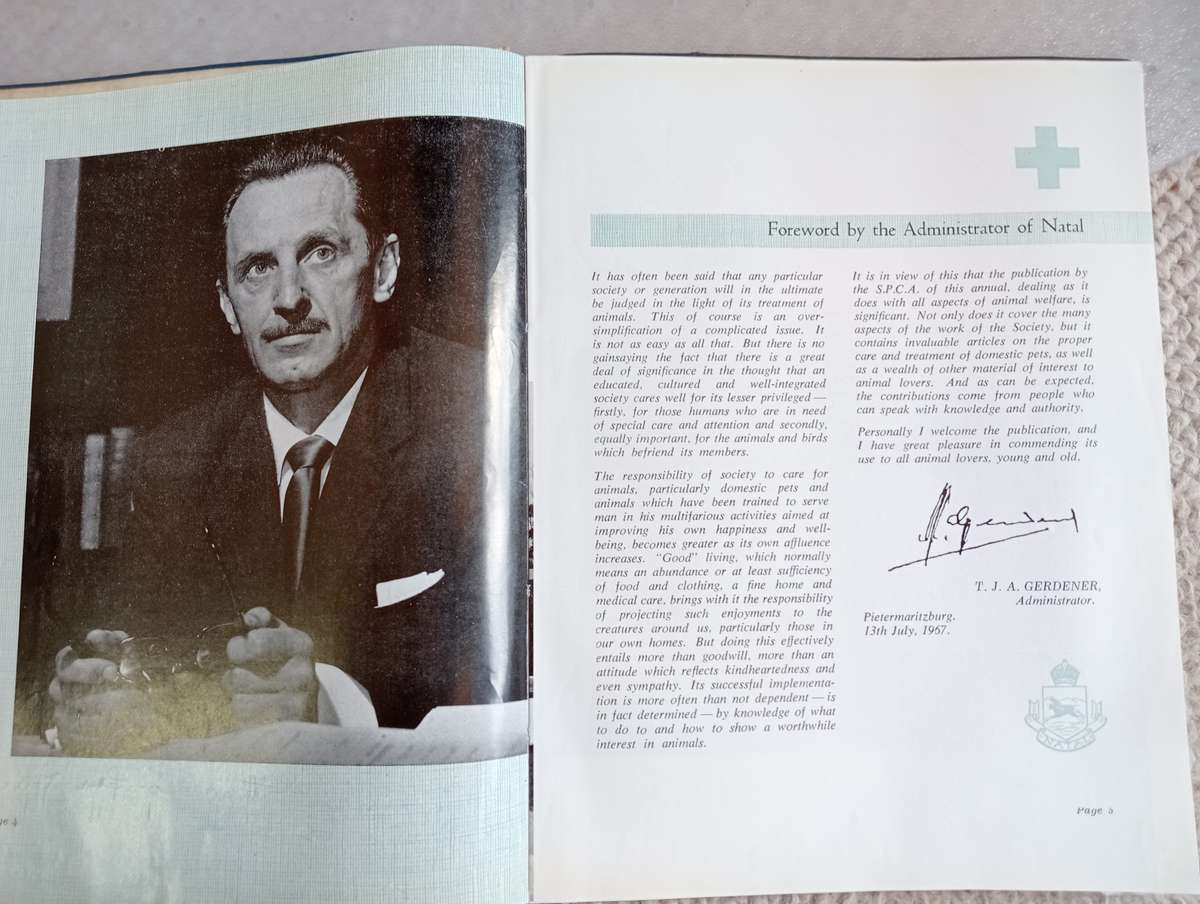 Foreword by the Administrator of Natal
It has often been said that any particular
society or generation will in the ultimate
be judged in the light of its treatment of
animals. This of course is an over-
simplification of a complicated issue. It
is not as easy as all that. But there is no
gainsaying the fact that there is a great
deal of significance in the thought that an
educated, cultured and well-integrated
society cares well for its lesser privileged —
firstly, for those humans who are in need
of special care and attention and secondly,
equally important, for the animals and birds
which befriend its members.
The responsibility of society to care for
animals, particularly domestic pets and
animals which have been trained to serve
man in his multifarious activities aimed at
improving his own happiness and well-
being, becomes greater as its own affluence
increases. "Good" living, which normally
means an abundance or at least sufficiency
of food and clothing, a fine home and
medical care, brings with it the responsibility
of projecting such enjoyments to the
creatures around us, particularly those in
our own homes. But doing this effectively
entails more than goodwill, more than an
attitude which reflects kindheartedness and
even sympathy. Its successful implementa-
tion is more often than not dependent — is
in fact determined — by knowledge of what
to do to and how to show a worthwhile
interest in animals.
It is in view of this that the publication by
the S.P.C.A. of this annual, dealing as it
does with all aspects of animal welfare, is
significant. Not only does it cover the many
aspects of the work of the Society, but it
contains invaluable articles on the proper
care and treatment of domestic pets, as well
as a wealth of other material of interest to
animal lovers. And as can be expected,
the contributions come from people who
can speak with knowledge and authority.
Personally I welcome the publication, and
I have great pleasure in commending its
use to all animal lovers, young and old.
T. J. A. GERDENER,
Administrator.
Pietermaritzburg.
13th July, 1967.
NATAL
Page 5